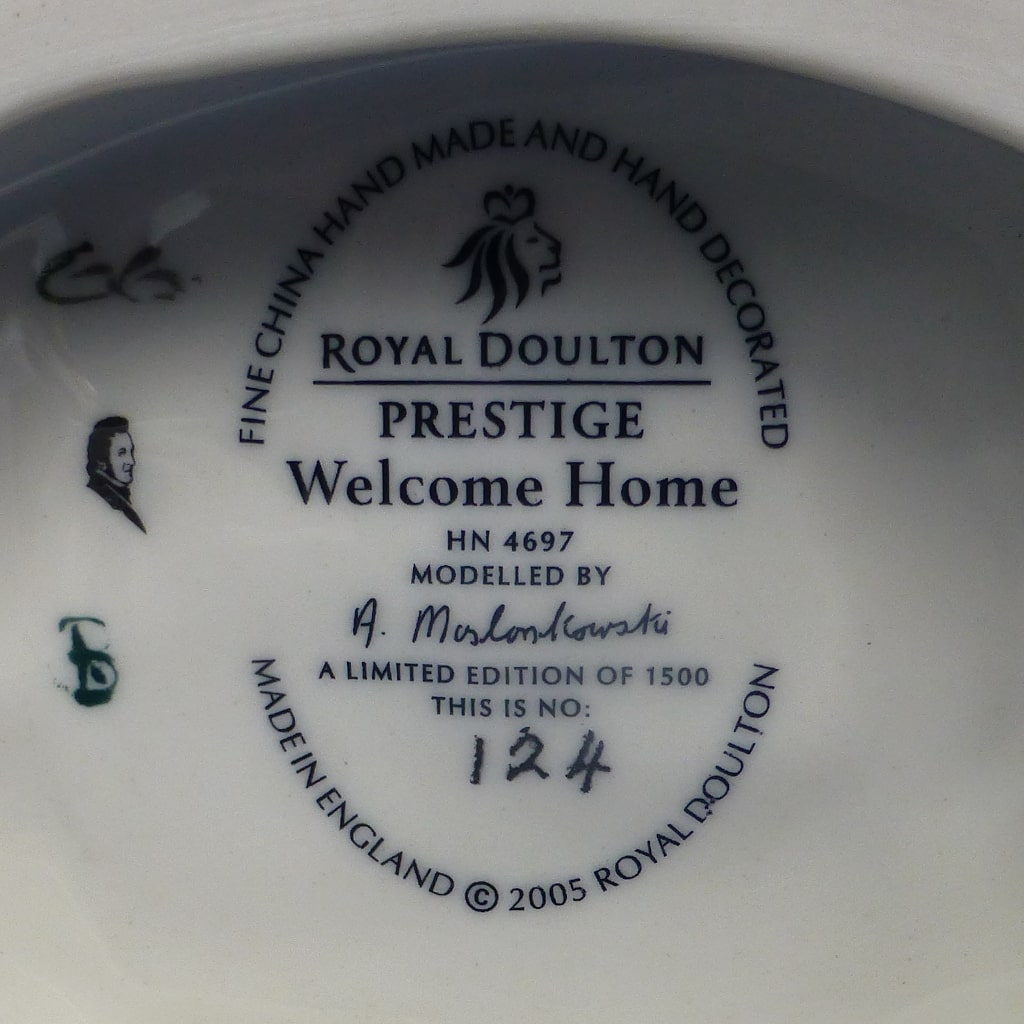 FINE CHINA HAND MADE AND HAND DECORATED
ROYAL DOULTON
PRESTIGE
Welcome Home
HN 4697
MODELLED BY
A. Maslankowski
A LIMITED EDITION OF 1500
THIS IS NO:
124
MADE IN ENGLAND © 2005 ROYAL DOULTON